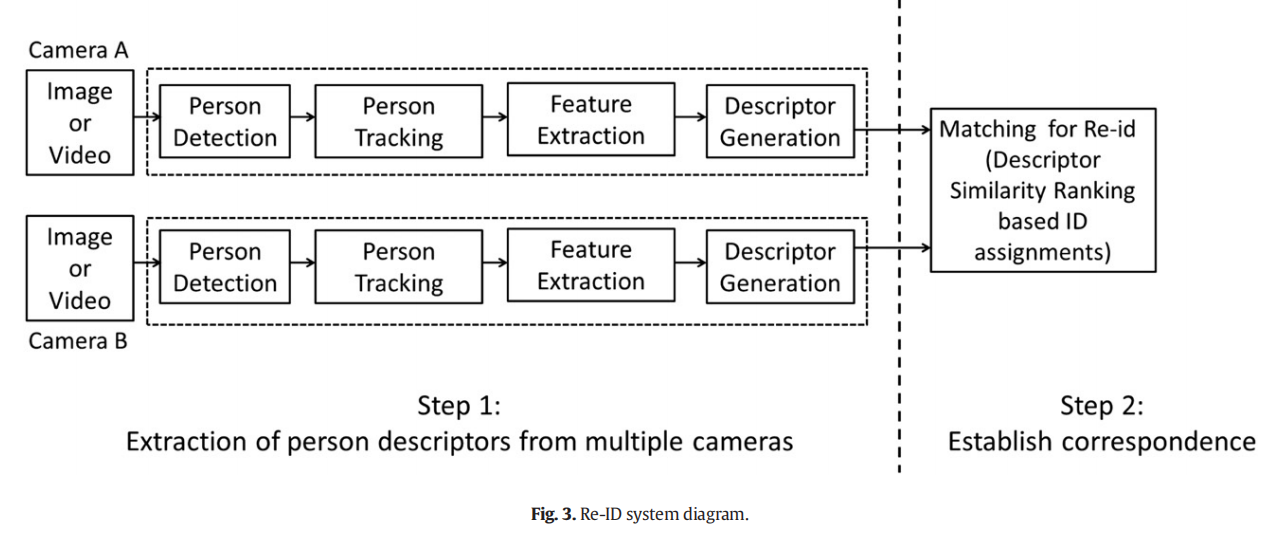 Camera A
Image
or
Video
Person
Detection
Person
Tracking
Feature
Extraction
Descriptor
Generation
Matching for Re-id
(Descriptor
Similarity Ranking
based ID
assignments)
Image
or
Video
Person
Detection
Person
Tracking
Feature
Extraction
Descriptor
Generation
Camera B
Step 1:
Extraction of person descriptors from multiple cameras
Step 2:
Establish correspondence
Fig. 3. Re-ID system diagram.